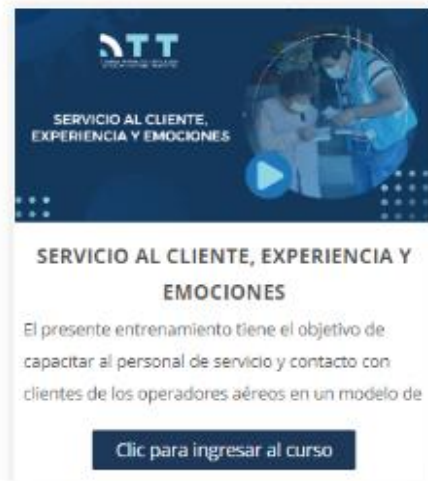 ATT
SERVICIO AL CLIENTE,
EXPERIENCIA Y EMOCIONES
SERVICIO AL CLIENTE, EXPERIENCIA Y
EMOCIONES
El presente entrenamiento tiene el objetivo de
capacitar al personal de servicio y contacto con
clientes de los operadores aéreos en un modelo de
Clic para ingresar al curso